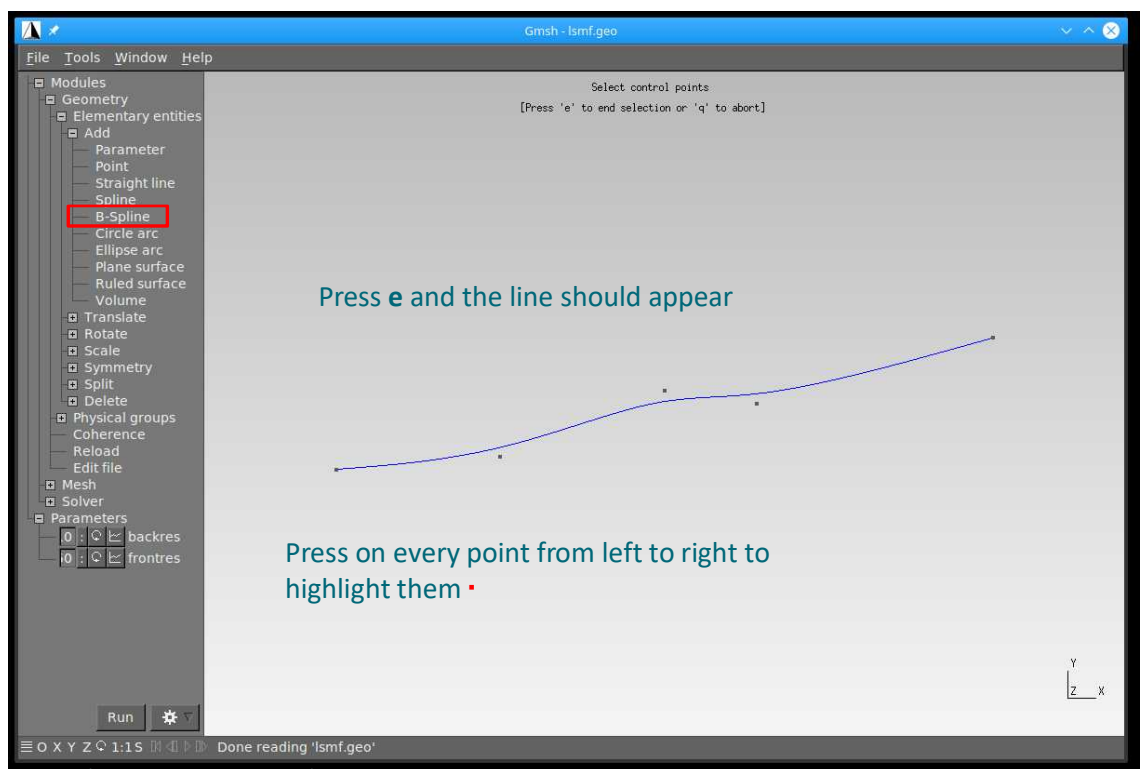 Gmsh - lsmf.geo
File Tools Window Help
Modules
Geometry
Elementary entities
Add
Parameter
Point
Straight line
Spline
B-Spline
Circle arc
Ellipse arc
Plane surface
Ruled surface
Volume
Translate
Rotate
Scale
Symmetry
Split
Delete
Physical groups
Coherence
Reload
Edit file
Mesh
Solver
Parameters
backres
frontres
Select control points
[Press 'e' to end selection or 'q' to abort]
Press e and the line should appear
Press on every point from left to right to
highlight them
Y
Z X
Run
O X Y Z 1:1 S Done reading 'lsmf.geo'